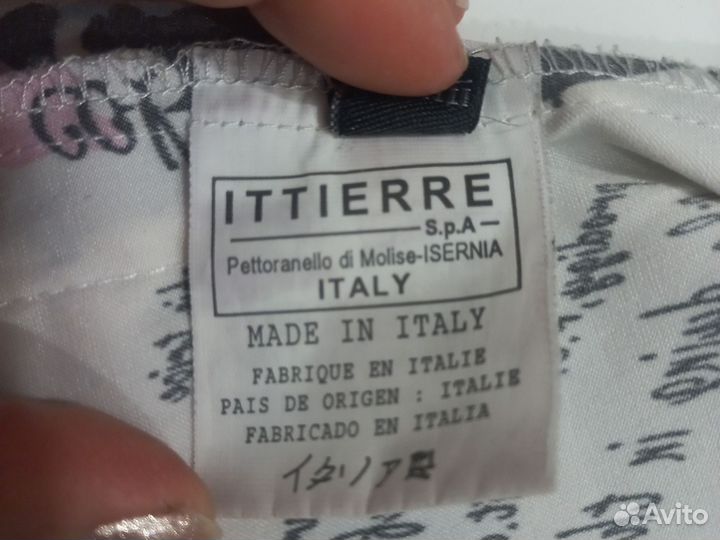 ITTIERRE
S.p.A
Pettoranello di Molise-ISERNIA
ITALY
MADE IN ITALY
FABRIQUE EN ITALIE
PAIS DE ORIGEN : ITALIE
FABRICADO EN ITALIA
イタリア製
Avito